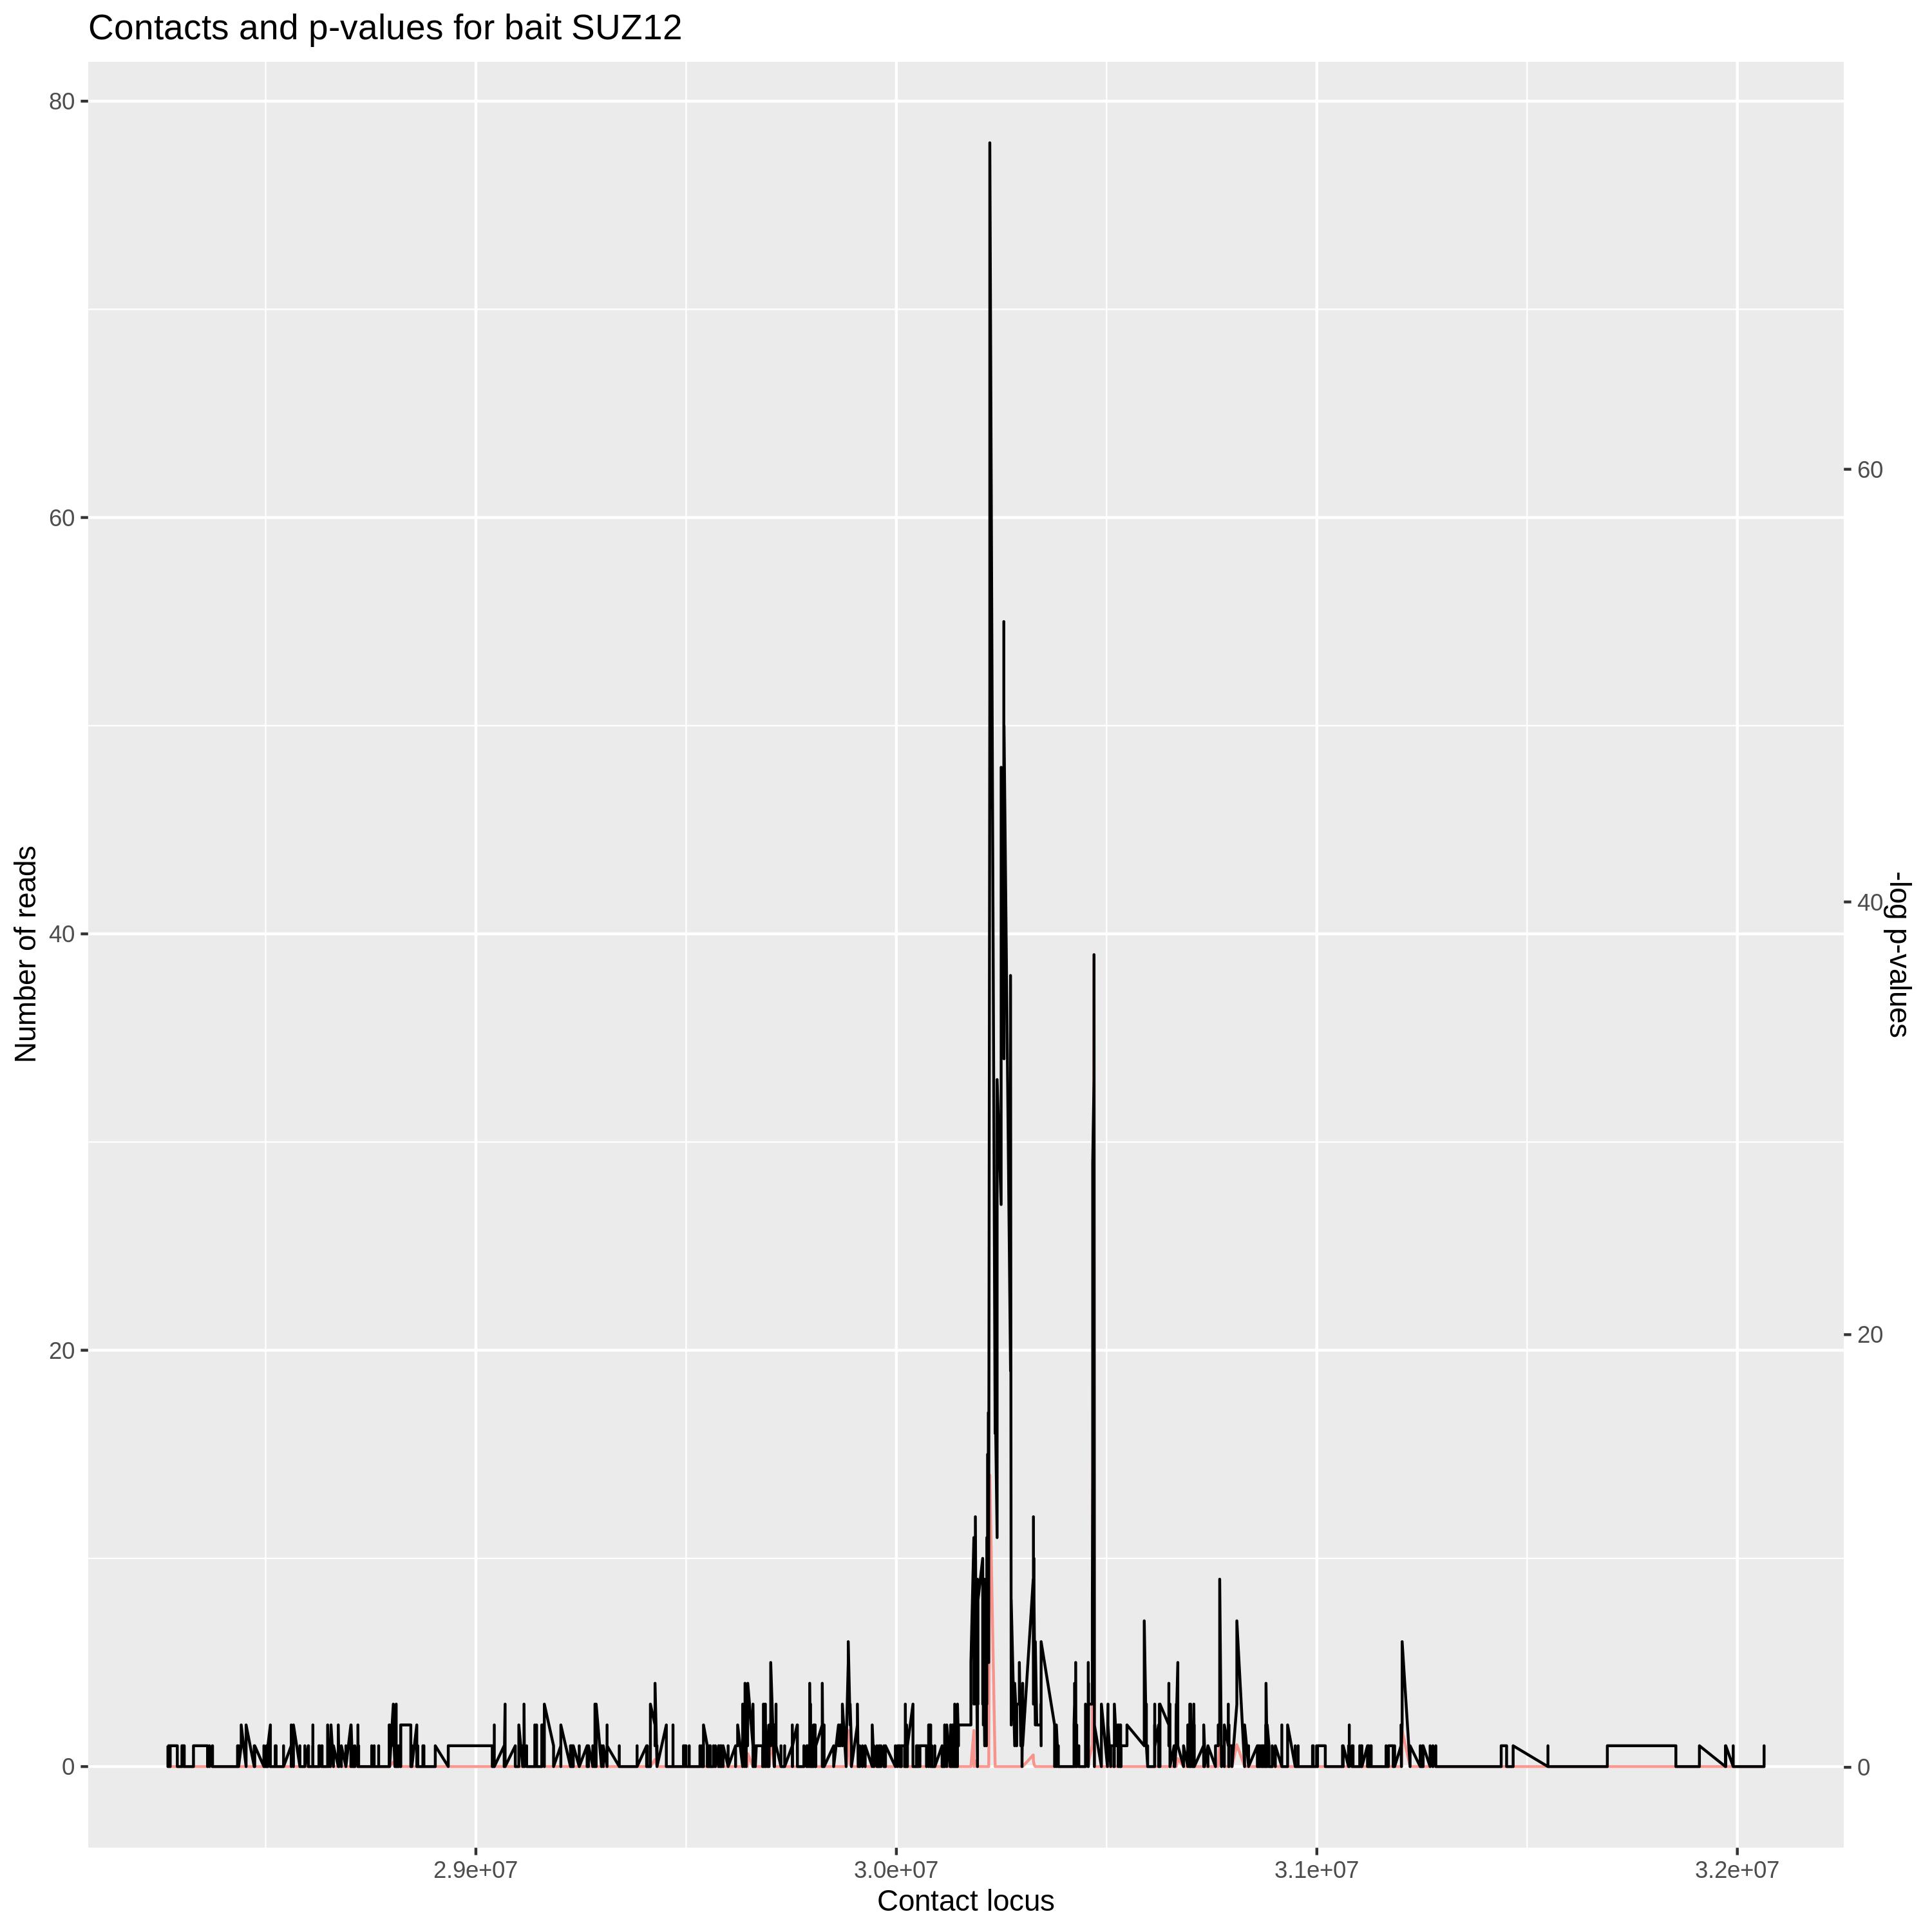 Contacts and p-values for bait SUZ12
80
60
40
20
0
Number of reads
60
40
20
0
-log p-values
2.9e+07
3.0e+07
3.1e+07
3.2e+07
Contact locus